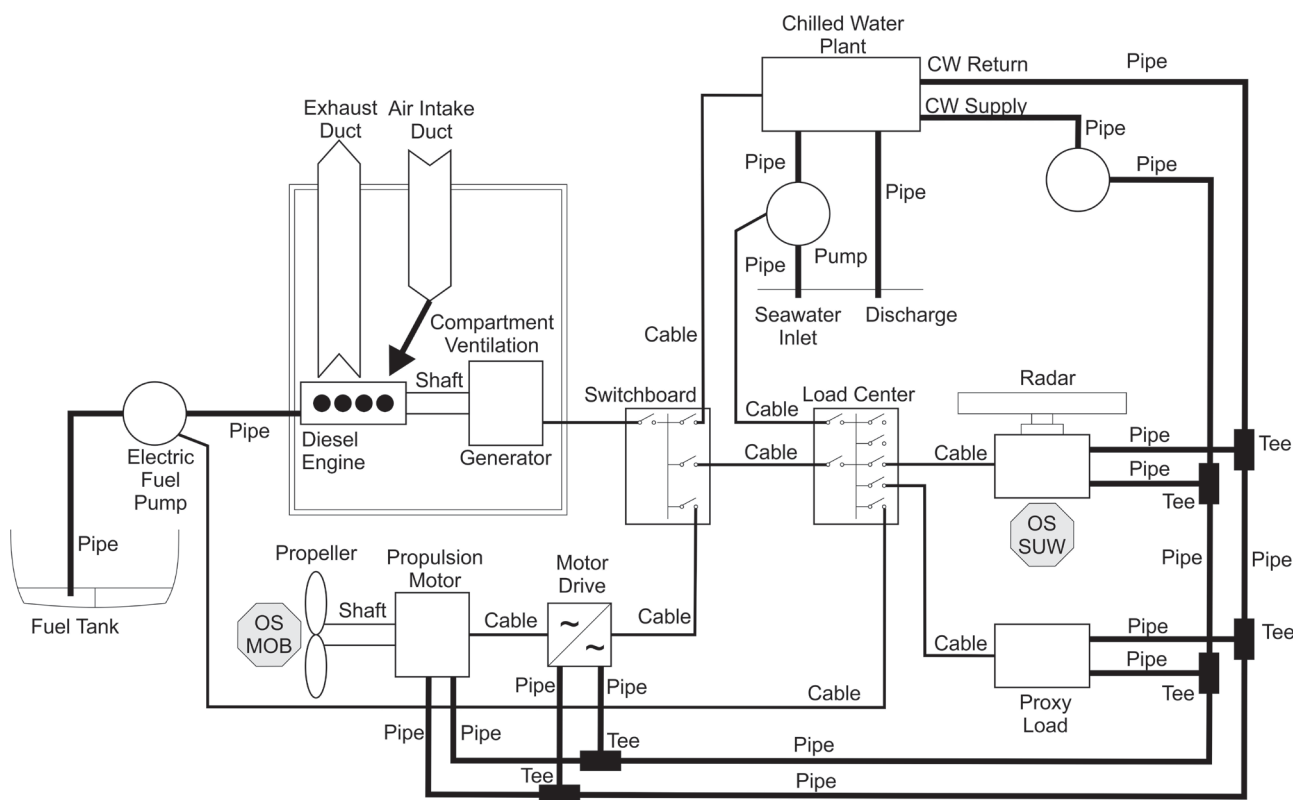 Chilled Water
Plant
CW Return
Pipe
CW Supply
Pipe
Pipe
Exhaust
Duct
Air Intake
Duct
Pipe
Pipe
Pump
Pipe
Seawater
Inlet
Discharge
Compartment
Ventilation
Cable
Shaft
Switchboard
Load Center
Radar
Cable
Pipe
Diesel
Engine
Generator
Electric
Fuel
Pump
Cable
Cable
Pipe
Tee
Pipe
Tee
OS
SUW
Pipe
Fuel Tank
Propeller
Propulsion
Motor
Motor
Drive
Pipe
Pipe
OS
MOB
Shaft
Cable
~
~
Cable
Cable
Pipe
Tee
Pipe
Tee
Proxy
Load
Pipe
Pipe
Cable
Pipe
Pipe
Tee
Pipe
Tee
Pipe